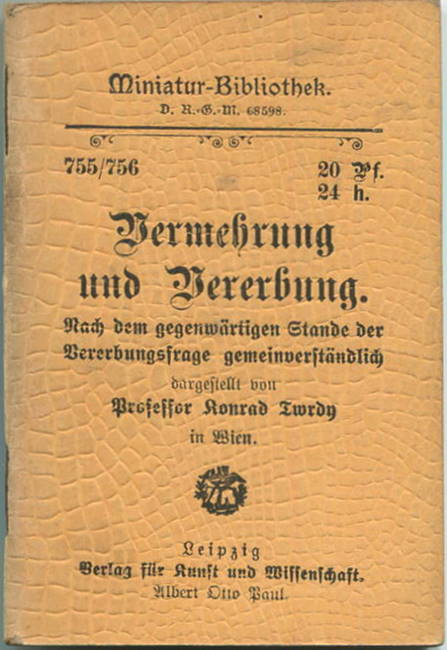 Miniatur-Bibliothek.
D. R.-G.-M. 68598.
755/756
20 Pf.
24 h.
Vermehrung
und Vererbung.
Nach dem gegenwärtigen Stande der
Vererbungsfrage gemeinverständlich
dargestellt von
Professor Konrad Twrdy
in Wien.
Leipzig
Verlag für Kunst und Wissenschaft.
Albert Otto Paul.